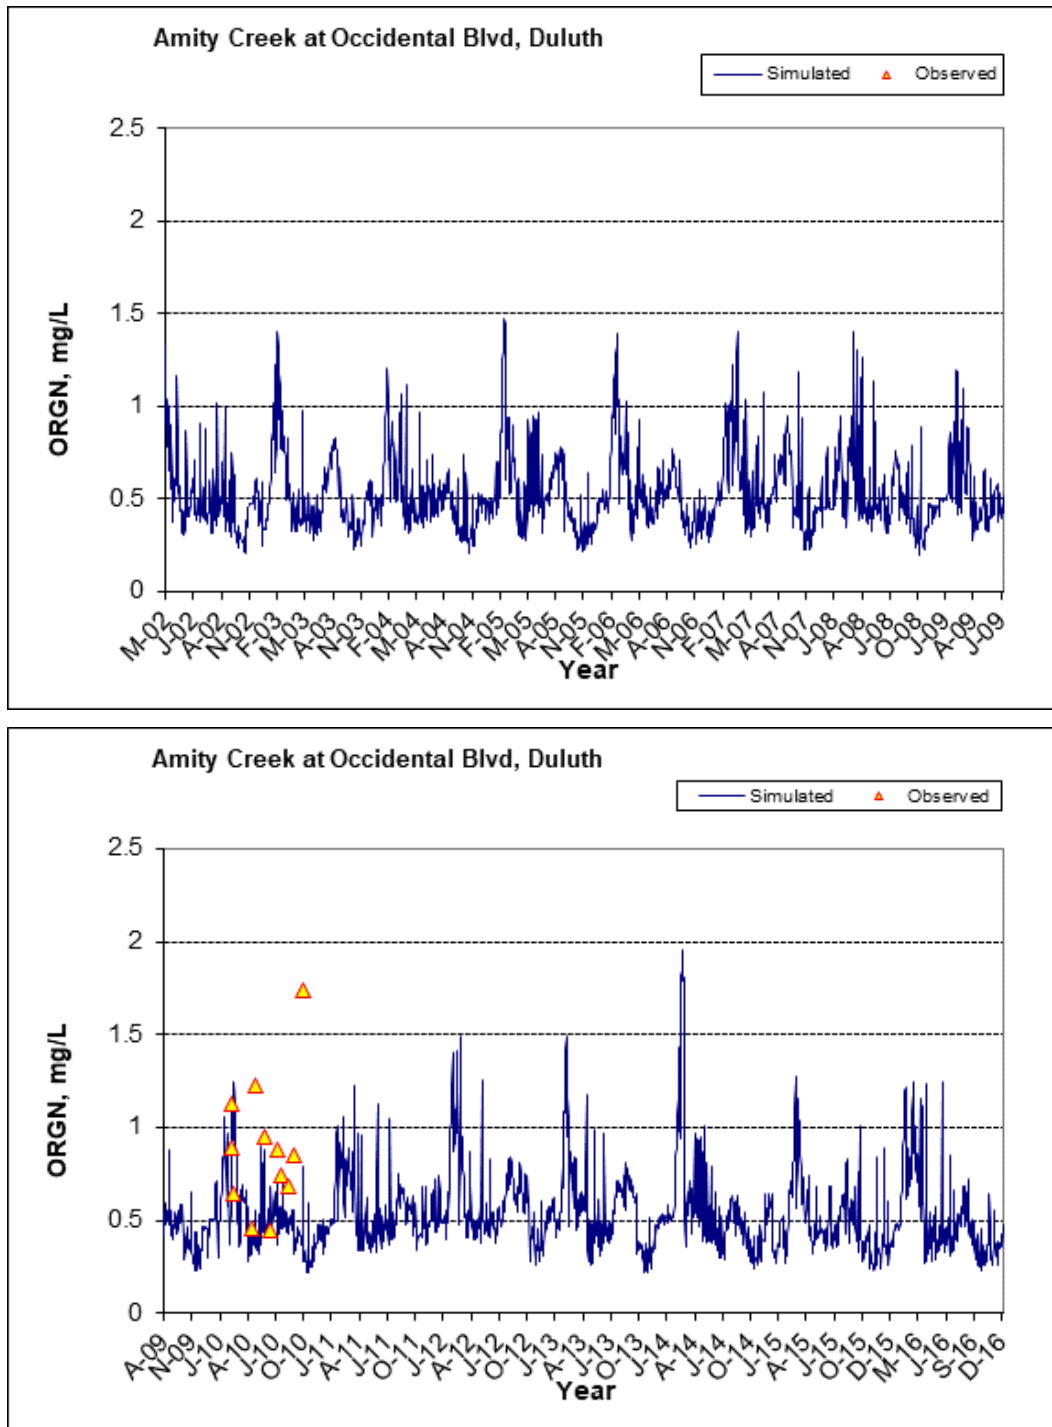 Amity Creek at Occidental Blvd, Duluth
Simulated Observed
2.5
2
1.5
1
0.5
0
ORGN, mg/L
M-02 J-02 A-02 N-02 F-03 M-03 A-03 N-03 F-04 M-04 A-04 N-04 F-05 M-05 A-05 N-05 F-06 M-06 A-06 N-06 F-07 M-07 A-07 N-07 J-08 A-08 J-08 O-08 J-09 A-09 J-09
Year
Amity Creek at Occidental Blvd, Duluth
Simulated Observed
2.5
2
1.5
1
0.5
0
ORGN, mg/L
A-09 N-09 J-10 A-10 J-10 O-10 J-11 A-11 J-11 O-11 J-12 A-12 J-12 O-12 J-13 A-13 J-13 O-13 J-14 A-14 J-14 O-14 J-15 A-15 J-15 O-15 D-15 M-16 J-16 S-16 D-16
Year